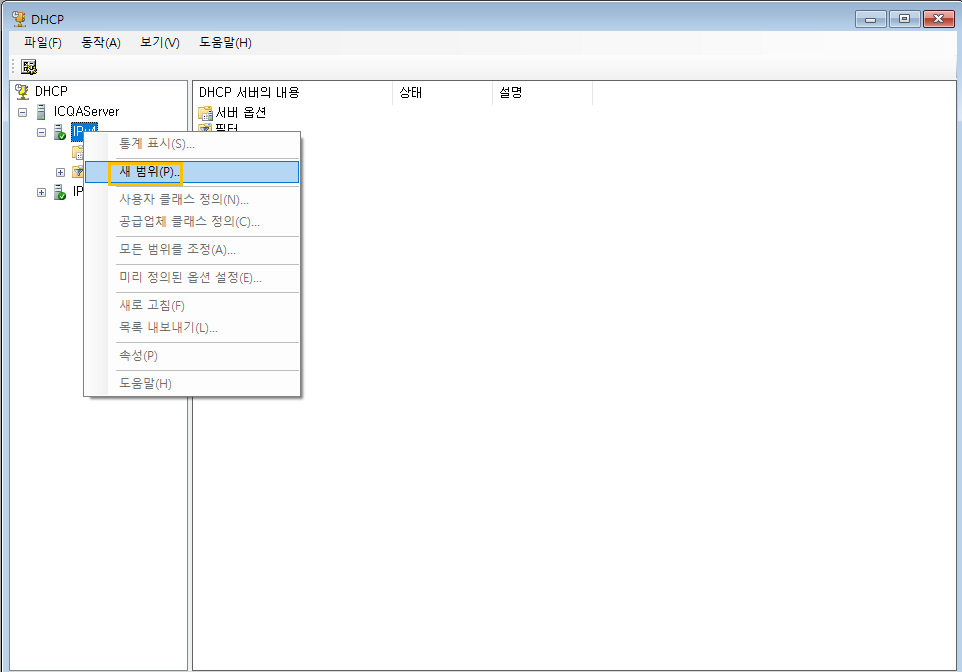 DHCP
파일(F) 동작(A) 보기(V) 도움말(H)
DHCP
ICQAServer
IPv4
IP
DHCP 서버의 내용 상태 설명
서버 옵션
필터
통계 표시(S)...
새 범위(P)...
사용자 클래스 정의(N)...
공급업체 클래스 정의(C)...
모든 범위를 조정(A)...
미리 정의된 옵션 설정(E)...
새로 고침(F)
목록 내보내기(L)...
속성(P)
도움말(H)